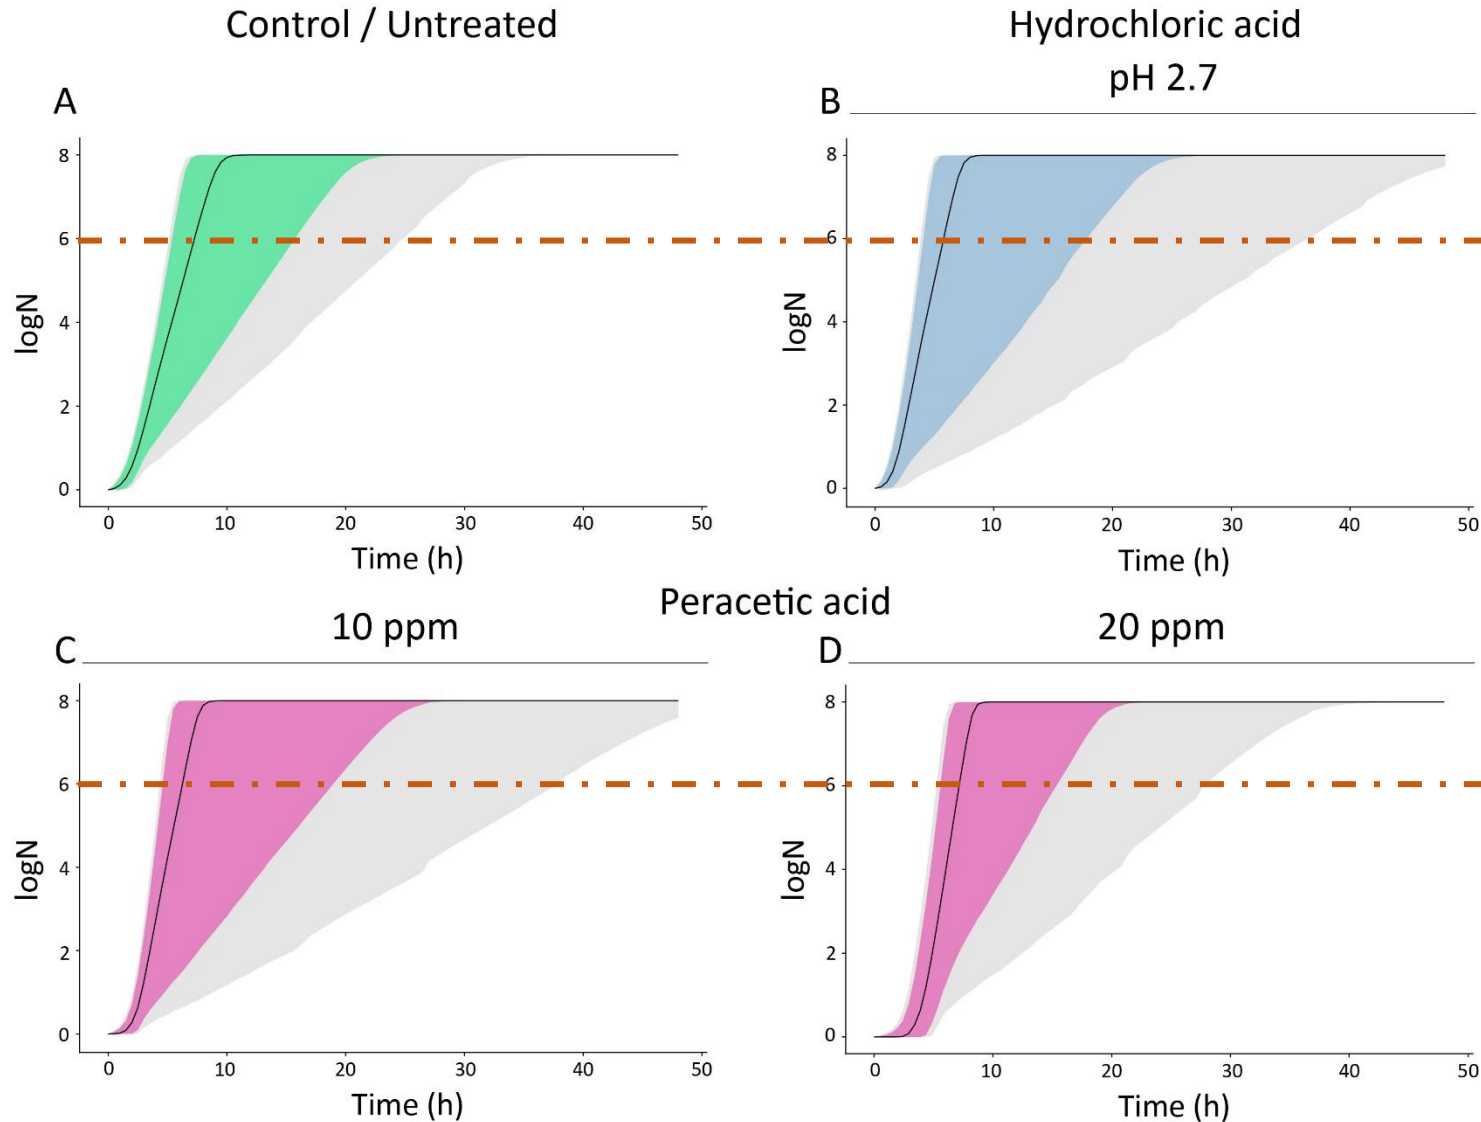 Control / Untreated
Hydrochloric acid
pH 2.7
A
B
8
6
4
2
0
logN
0 10 20 30 40 50
Time (h)
8
6
4
2
0
logN
0 10 20 30 40 50
Time (h)
Peracetic acid
10 ppm
20 ppm
C
D
8
6
4
2
0
logN
0 10 20 30 40 50
Time (h)
8
6
4
2
0
logN
0 10 20 30 40 50
Time (h)